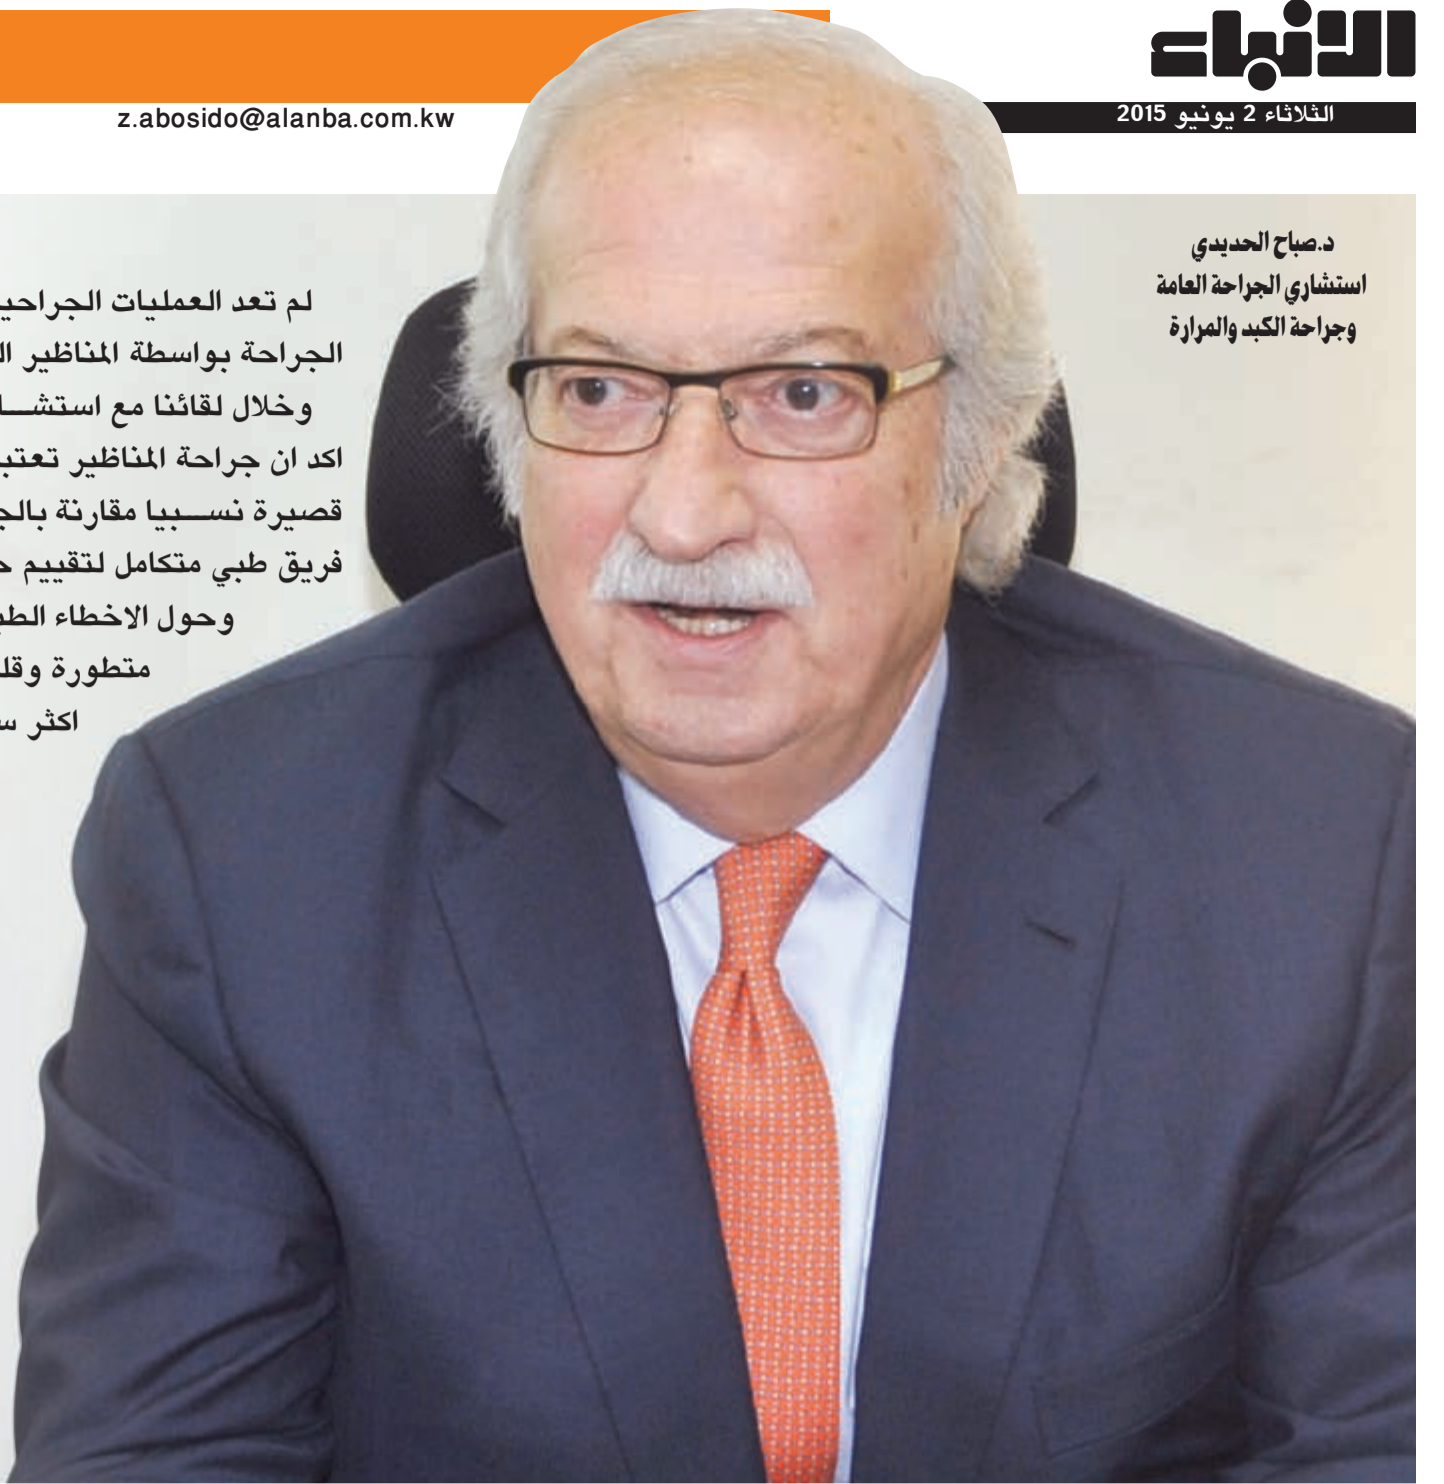 الأنباء
الثلاثاء 2 يونيو 2015
z.abosido@alanba.com.kw
د.صباح الحديدي
استشاري الجراحة العامة
وجراحة الكبد والمرارة
لم تعد العمليات
الجراحة بواسطة المناظير
وخلال لقائنا مع
اكد ان جراحة المناظير
قصيرة نسبيا مقارنة
فريق طبي متكامل لتقييم
وحول الاخطاء
متطورة
اكثر